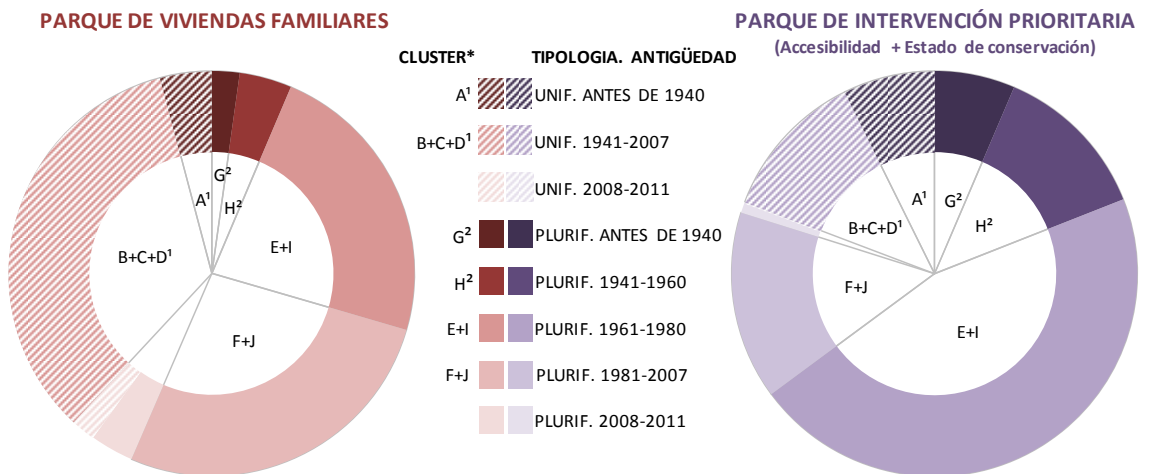 PARQUE DE VIVIENDAS FAMILIARES
PARQUE DE INTERVENCIÓN PRIORITARIA
(Accesibilidad + Estado de conservación)
CLUSTER* TIPOLOGIA. ANTIGÜEDAD
A¹ UNIF. ANTES DE 1940
B+C+D¹ UNIF. 1941-2007
UNIF. 2008-2011
G² PLURIF. ANTES DE 1940
H² PLURIF. 1941-1960
E+I PLURIF. 1961-1980
F+J PLURIF. 1981-2007
PLURIF. 2008-2011
A¹
G²
H²
E+I
B+C+D¹
F+J
A¹
G²
H²
B+C+D¹
F+J
E+I